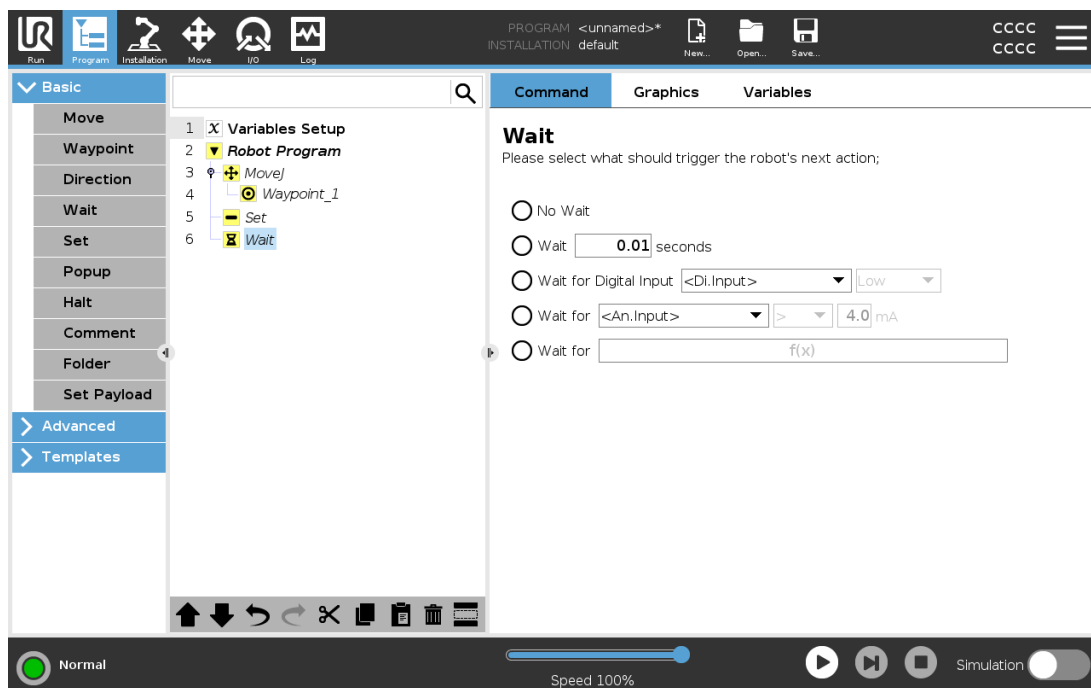 PROGRAM <unnamed>*
INSTALLATION default
CCCC
CCCC
UR
Run
Program
Installation
Move
I/O
Log
New...
Open...
Save...
Basic
Move
Waypoint
Direction
Wait
Set
Popup
Halt
Comment
Folder
Set Payload
Advanced
Templates
1 X Variables Setup
2 Robot Program
3 MoveJ
4 Waypoint_1
5 Set
6 Wait
Command Graphics Variables
Wait
Please select what should trigger the robot's next action;
No Wait
Wait 0.01 seconds
Wait for Digital Input <Di.Input> Low
Wait for <An.Input> > 4.0 mA
Wait for f(x)
Normal
Speed 100%
Simulation